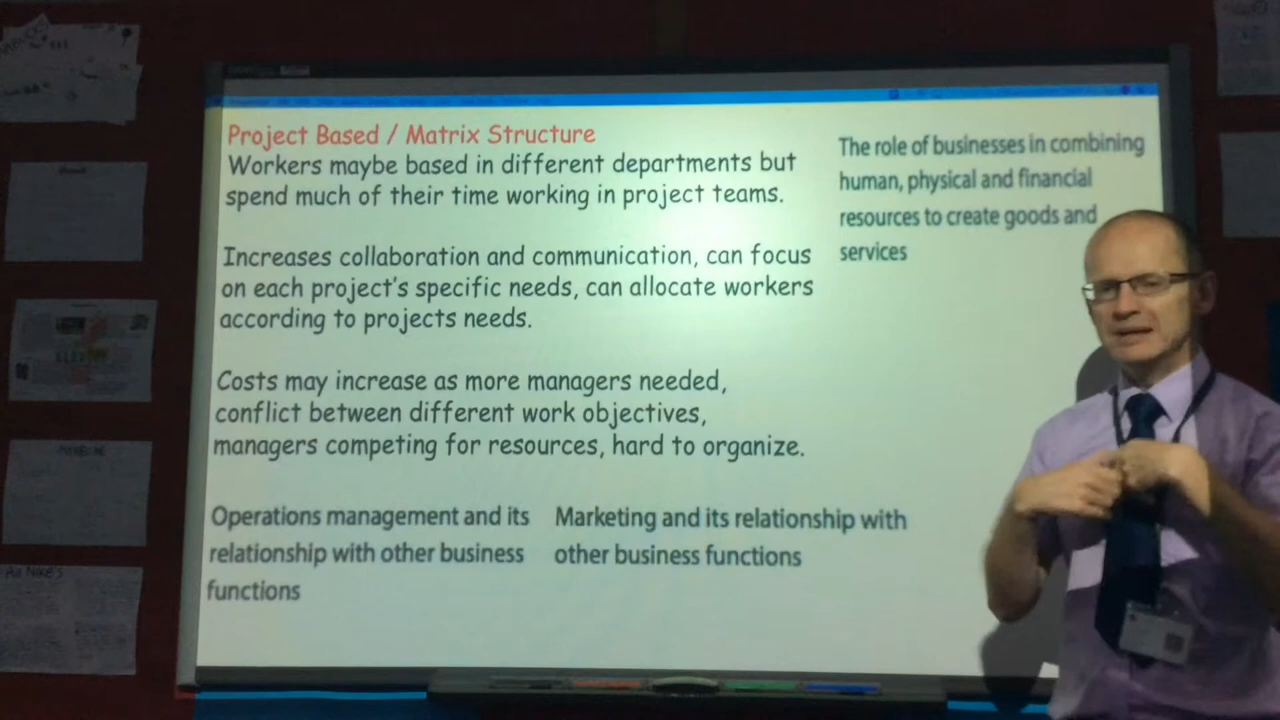 Project Based / Matrix Structure
Workers maybe based in different departments but
spend much of their time working in project teams.
Increases collaboration and communication, can focus
on each project's specific needs, can allocate workers
according to projects needs.
Costs may increase as more managers needed,
conflict between different work objectives,
managers competing for resources, hard to organize.
The role of businesses in combining
human, physical and financial
resources to create goods and
services
Operations management and its
relationship with other business
functions
Marketing and its relationship with
other business functions